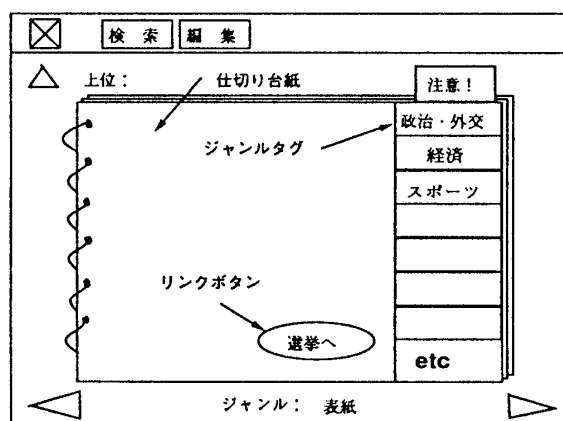 検索 編集
上位： 仕切り台紙 注意！
政治・外交
ジャンルタグ
経済
スポーツ
リンクボタン
選挙へ
etc
ジャンル： 表紙